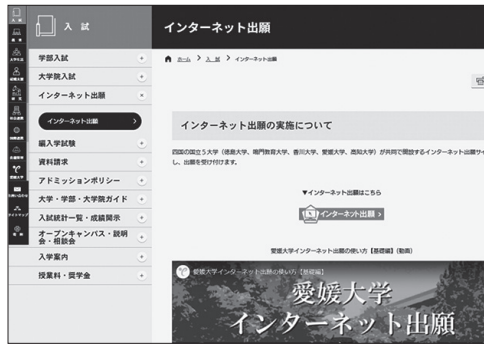 入 試
学部入試
大学院入試
インターネット出願
インターネット出願
編入学試験
資料請求
アドミッションポリシー
大学・学部・大学院ガイド
入試統計一覧・成績開示
オープンキャンパス・説明
会・相談会
入学案内
授業料・奨学金
インターネット出願
ホーム > 入 試 > インターネット出願
インターネット出願の実施について
四国の国立5大学（徳島大学、鳴門教育大学、香川大学、愛媛大学、高知大学）が共同で開設するインターネット出願サイ
し、出願を受け付けます。
▼インターネット出願はこちら
インターネット出願 >
愛媛大学インターネット出願の使い方【基礎編】(動画)
愛媛大学インターネット出願の使い方【基礎編】
愛媛大学
インターネット出願